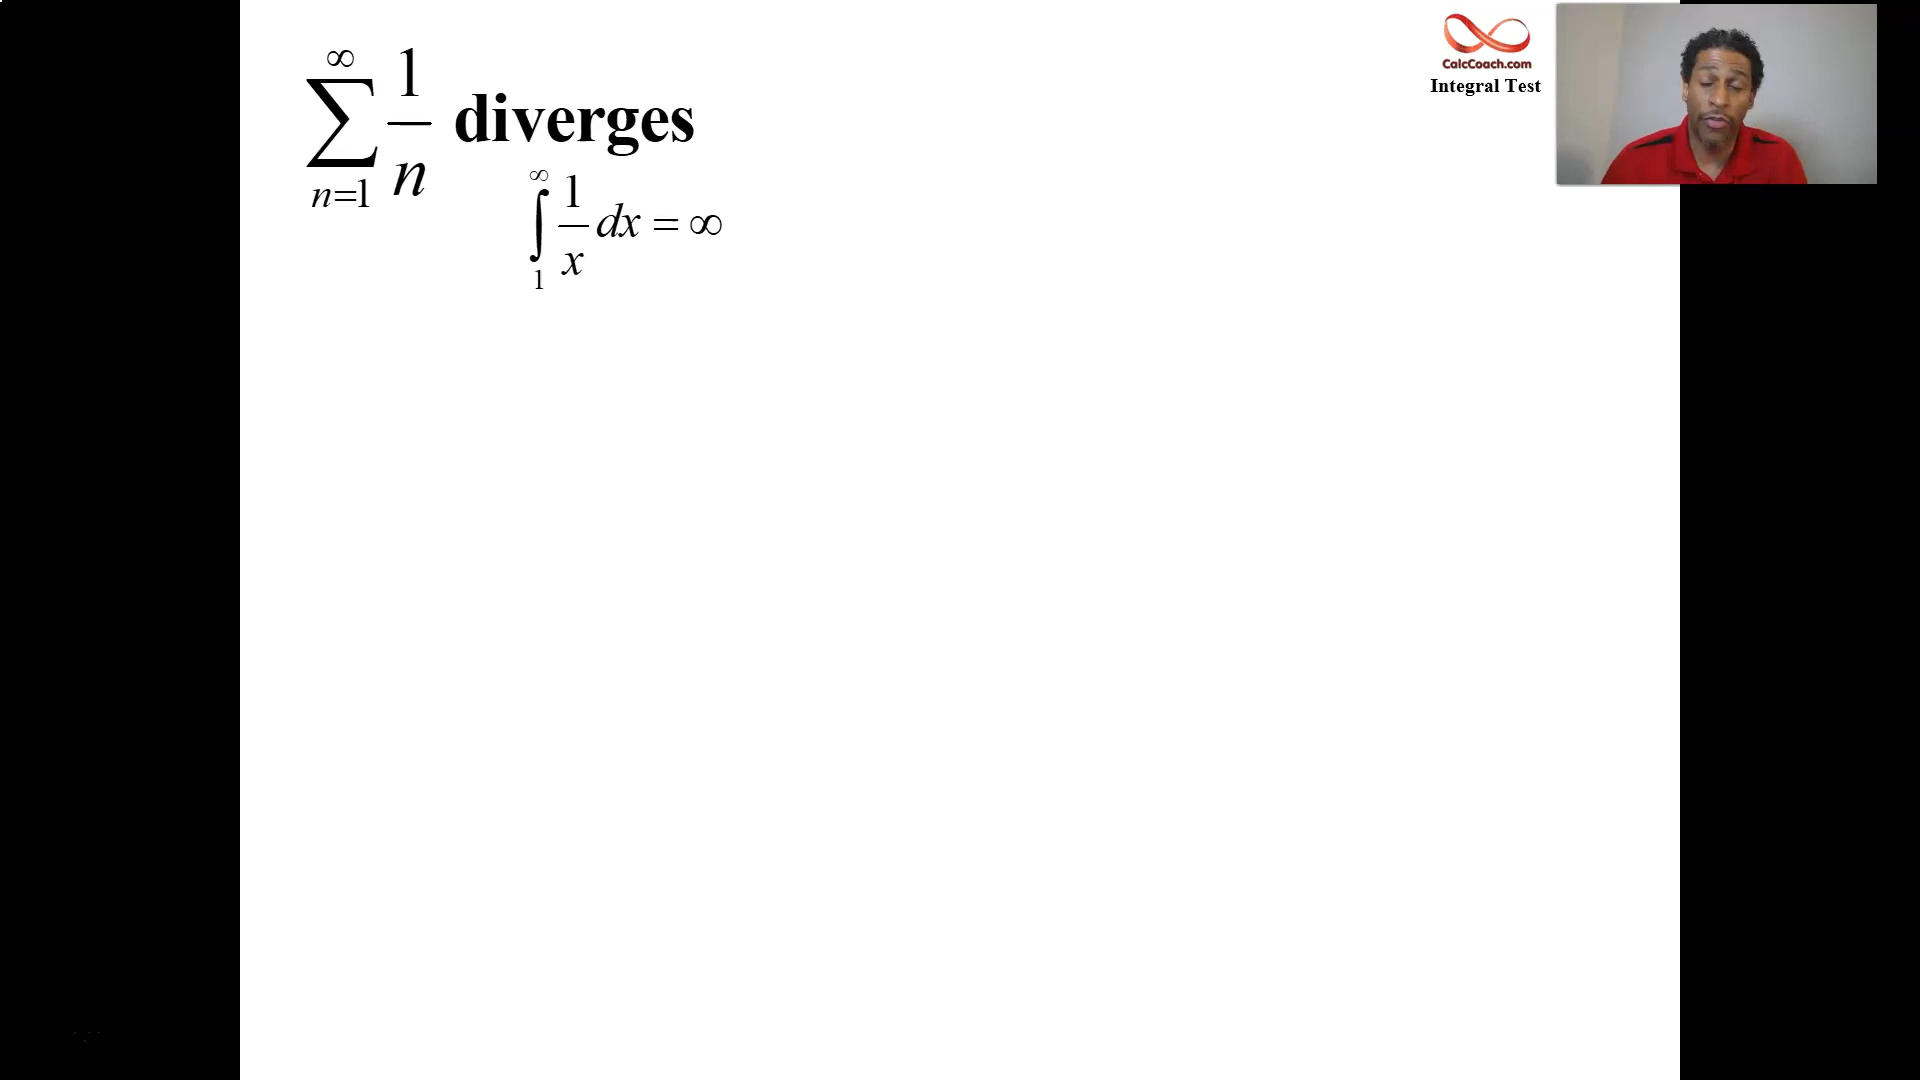 ∞
∑ 1/n diverges
n=1
∞
∫ 1/x dx = ∞
1
CalcCoach.com
Integral Test